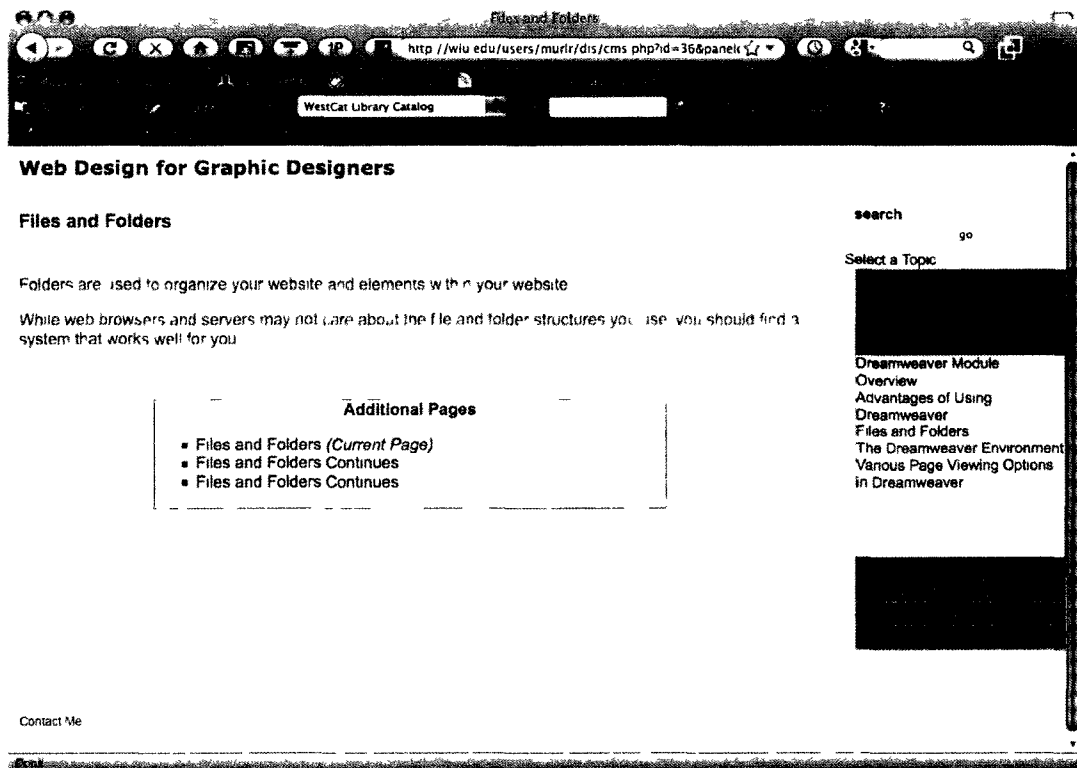 Files and Folders
http //wiu edu/users/murlr/dis/cms php?id=36&panel
WestCat Library Catalog
Web Design for Graphic Designers
Files and Folders
search
go
Select a Topic
Folders are used to organize your website and elements within your website
While web browsers and servers may not care about the file and folder structures you use you should find a
system that works well for you
Dreamweaver Module
Overview
Advantages of Using
Dreamweaver
Files and Folders
The Dreamweaver Environment
Various Page Viewing Options
in Dreamweaver
Additional Pages
Files and Folders (Current Page)
Files and Folders Continues
Files and Folders Continues
Contact Me
Done